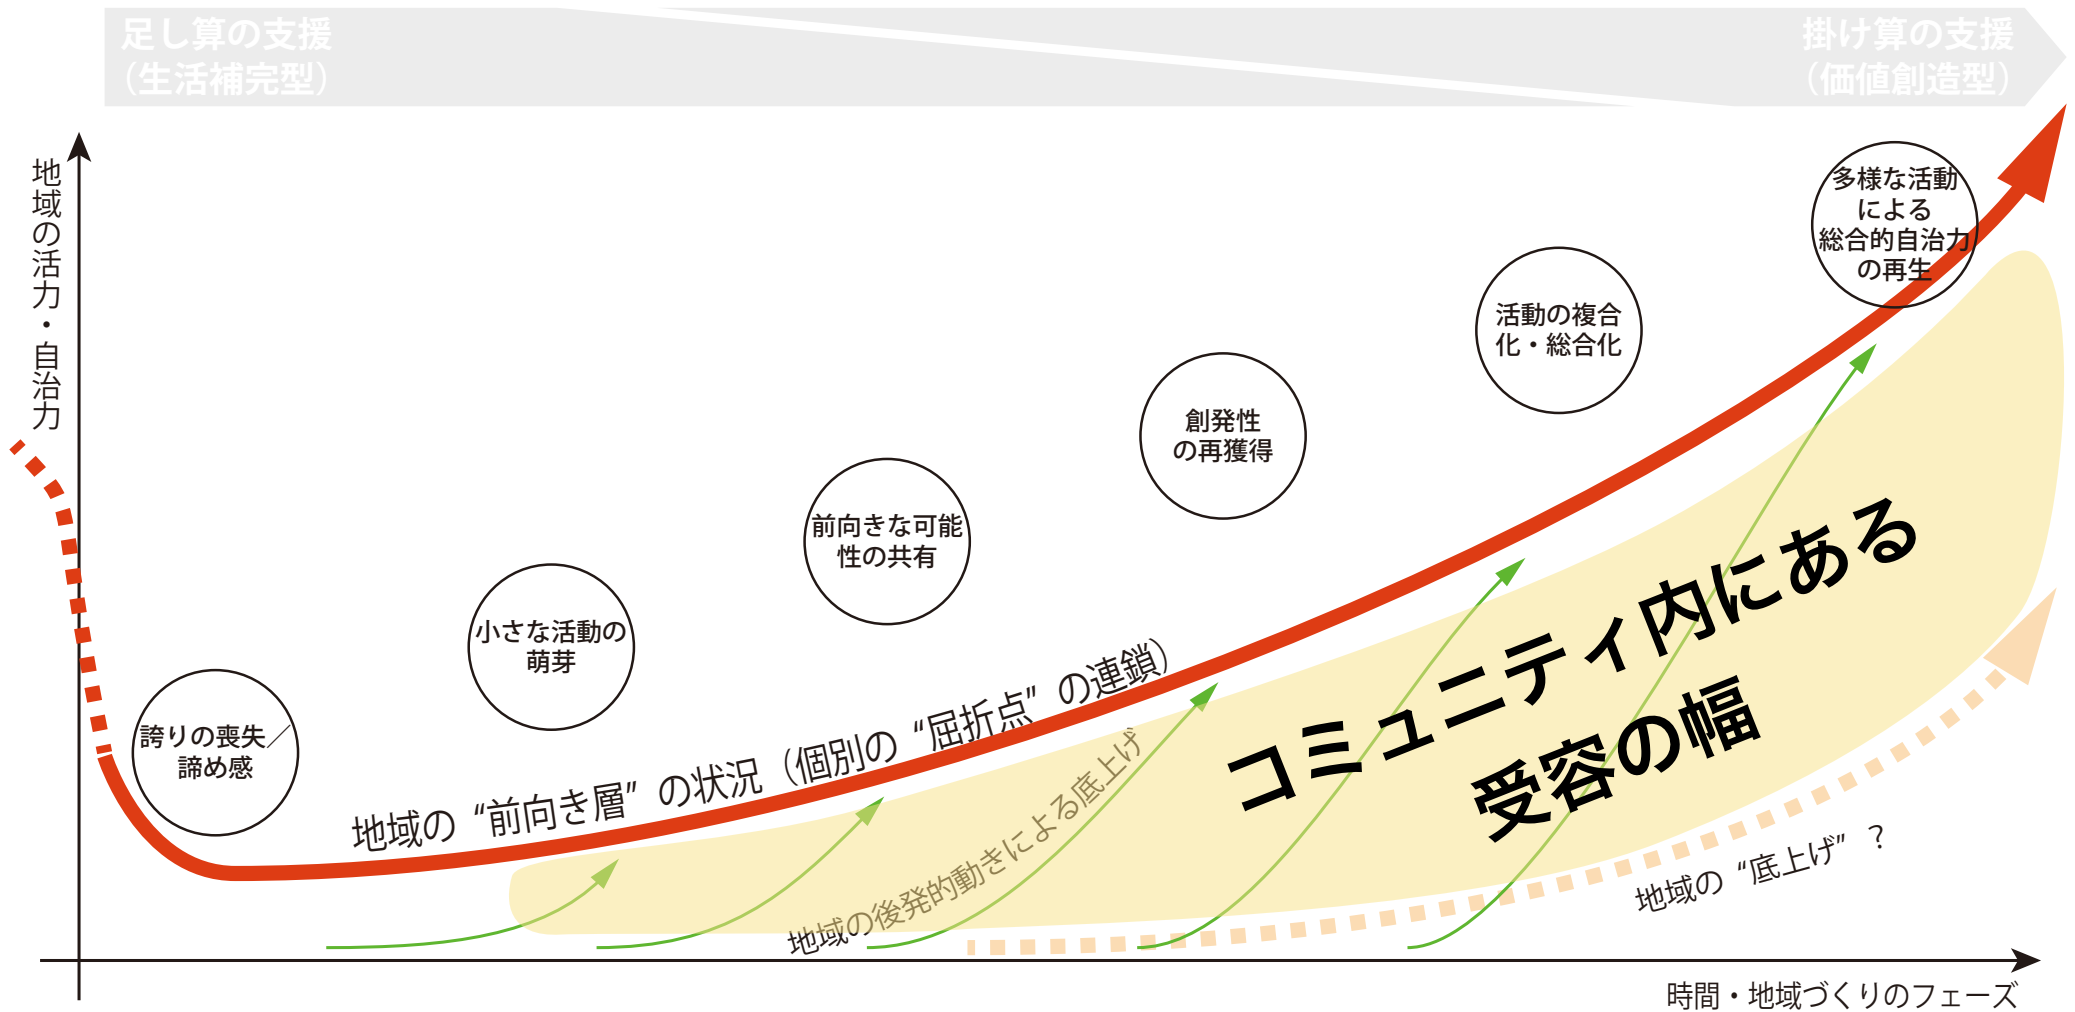 足し算の支援
（生活補完型）
掛け算の支援
（価値創造型）
地域の活力・自治力
多様な活動
による
総合的自治力
の再生
活動の複合
化・総合化
創発性
の再獲得
前向きな可能
性の共有
小さな活動の
萌芽
誇りの喪失／
諦め感
地域の“前向き層”の状況（個別の“屈折点”の連鎖）
地域の後発的動きによる底上げ
コミュニティ内にある
受容の幅
地域の“底上げ”？
時間・地域づくりのフェーズ